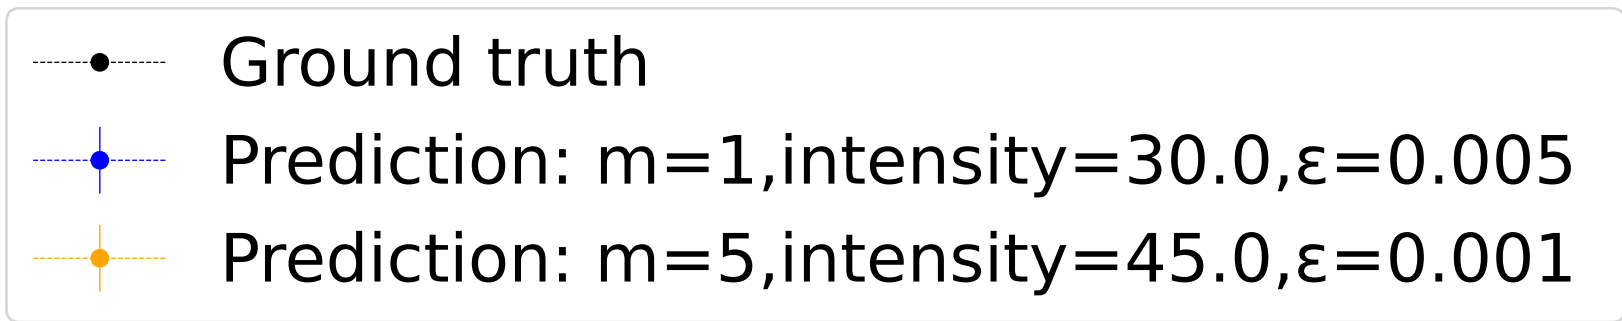 Ground truth
Prediction: m=1,intensity=30.0,ε=0.005
Prediction: m=5,intensity=45.0,ε=0.001